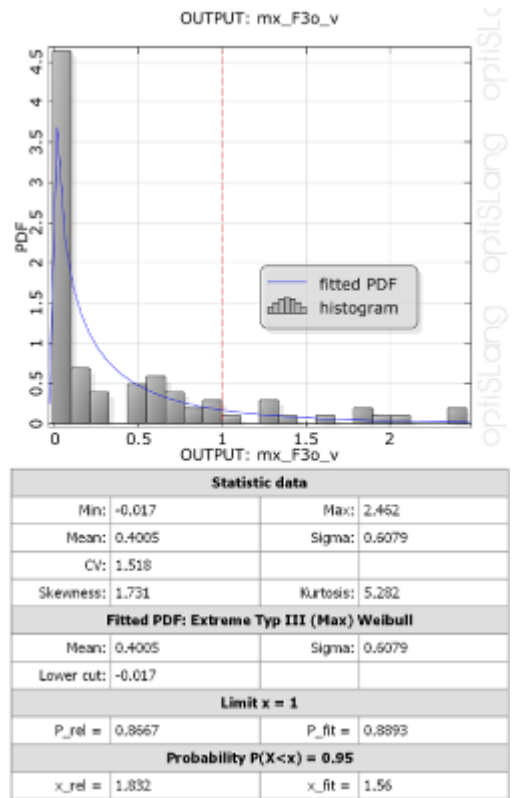 OUTPUT: mx_F3o_v
optiSLang
optiSLang
optiSLang
4.5
4
3.5
3
2.5
2
1.5
1
0.5
0
PDF
fitted PDF
histogram
0 0.5 1 1.5 2
OUTPUT: mx_F3o_v
Statistic data
Min: -0.017 Max: 2.462
Mean: 0.4005 Sigma: 0.6079
CV: 1.518
Skewness: 1.731 Kurtosis: 5.282
Fitted PDF: Extreme Typ III (Max) Weibull
Mean: 0.4005 Sigma: 0.6079
Lower cut: -0.017
Limit x = 1
P_rel = 0.8667 P_fit = 0.8893
Probability P(X<x) = 0.95
x_rel = 1.832 x_fit = 1.56